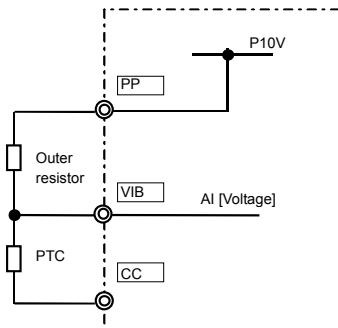 P10V
PP
Outer
resistor
VIB
AI [Voltage]
PTC
CC